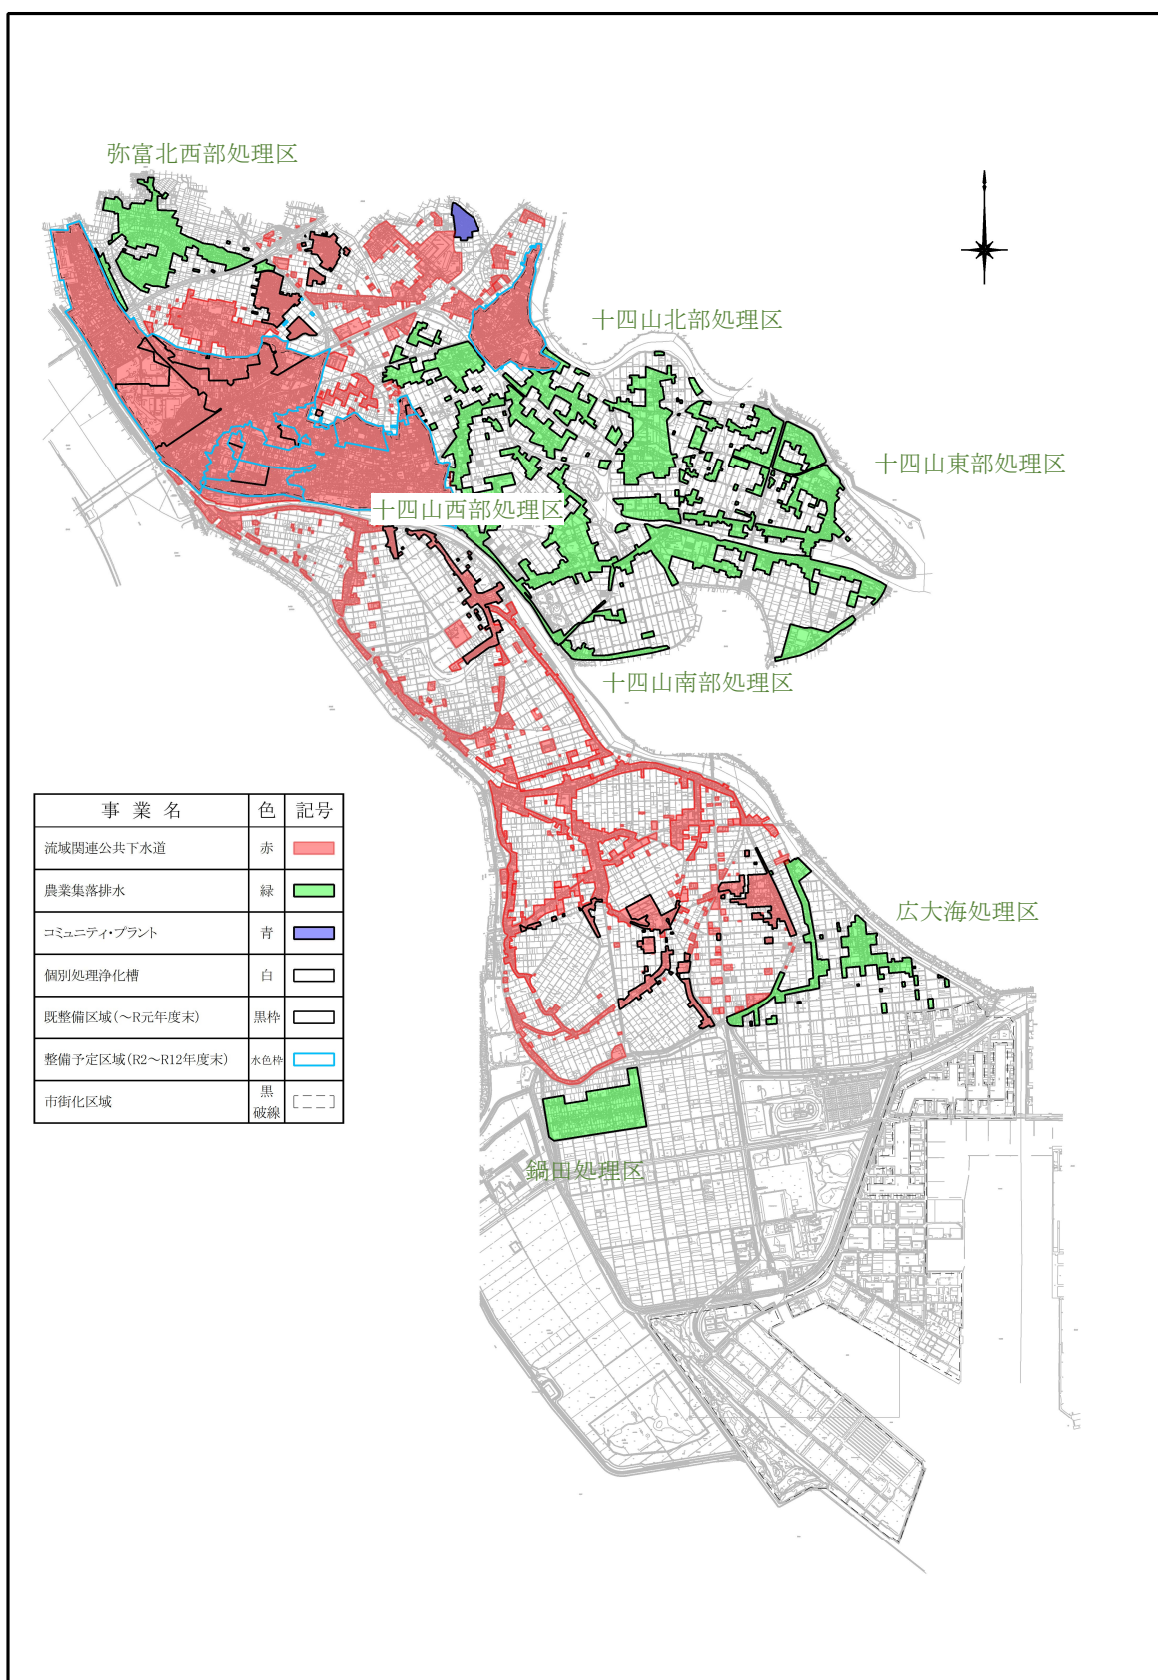 弥富北西部処理区
十四山北部処理区
十四山東部処理区
十四山西部処理区
十四山南部処理区
広大海処理区
鍋田処理区
事業名 色 記号
流域関連公共下水道 赤
農業集落排水 緑
コミュニティ・プラント 青
個別処理浄化槽 白
既整備区域(～R元年度末) 黒枠
整備予定区域(R2～R12年度末) 水色枠
市街化区域 黒破線